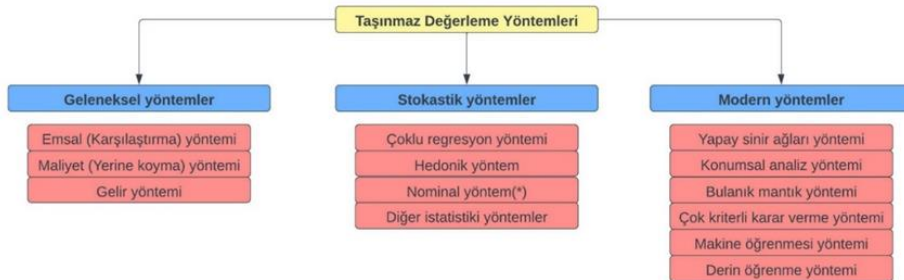 Taşınmaz Değerleme Yöntemleri
Geleneksel yöntemler
Emsal (Karşılaştırma) yöntemi
Maliyet (Yerine koyma) yöntemi
Gelir yöntemi
Stokastik yöntemler
Çoklu regresyon yöntemi
Hedonik yöntem
Nominal yöntem(*)
Diğer istatistiki yöntemler
Modern yöntemler
Yapay sinir ağları yöntemi
Konumsal analiz yöntemi
Bulanık mantık yöntemi
Çok kriterli karar verme yöntemi
Makine öğrenmesi yöntemi
Derin öğrenme yöntemi